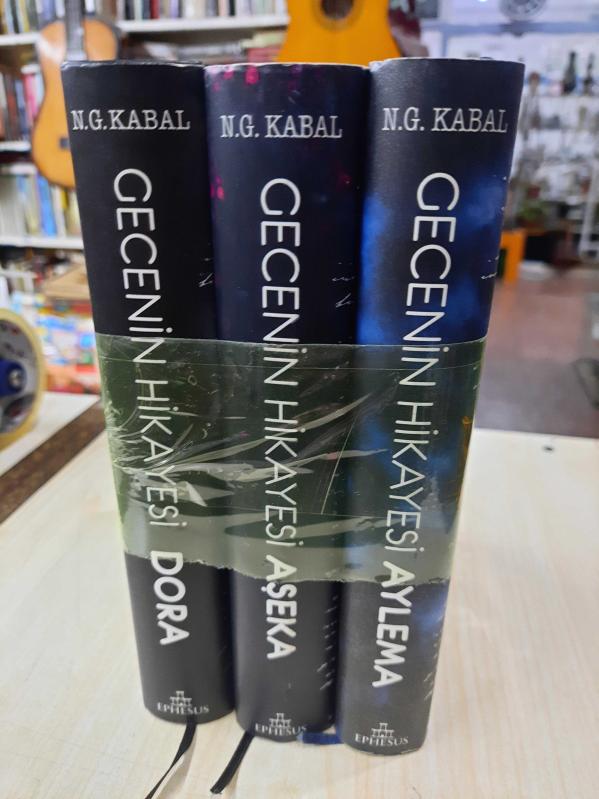 N.G. KABAL
GECENİN HİKAYESİ DORA
EPHESUS
N.G. KABAL
GECENİN HİKAYESİ AŞEKA
EPHESUS
N.G. KABAL
GECENİN HİKAYESİ AYLEMA
EPHESUS